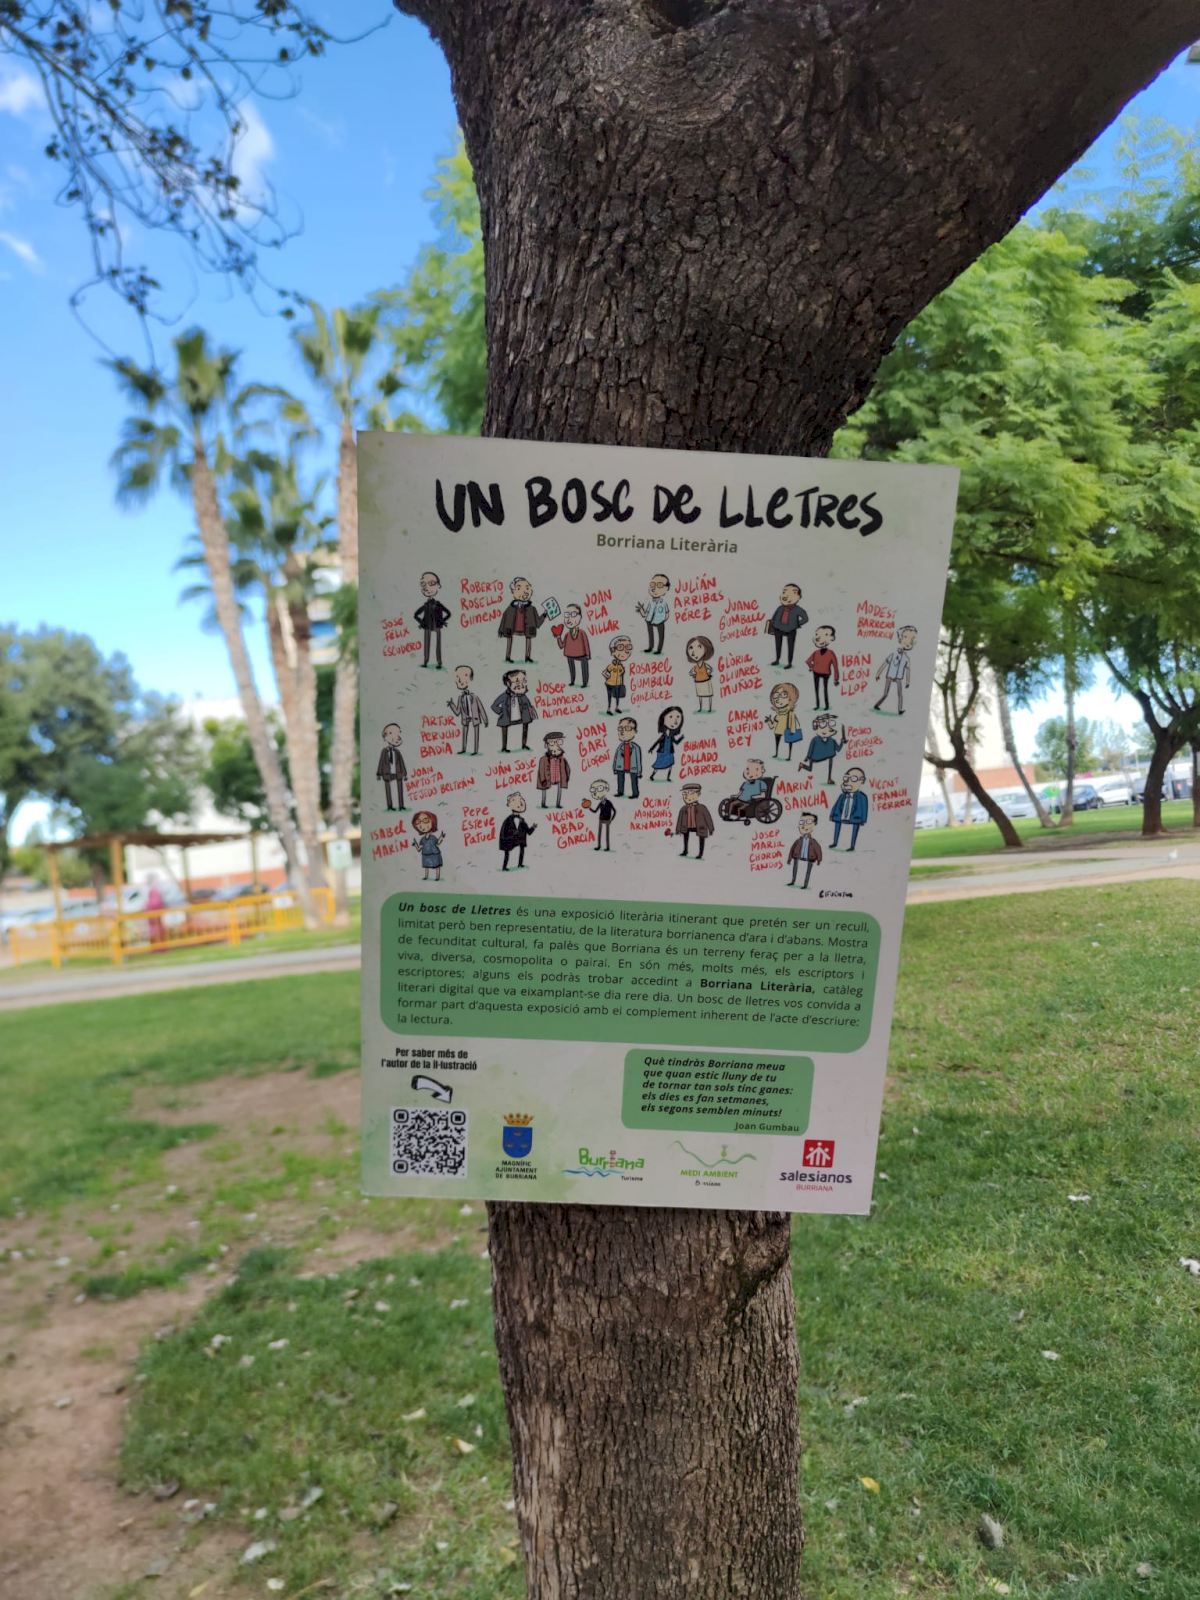 UN BOSC DE LLETRES
Borriana Literària
JOSÉ
FÉLIX
ESCUDERO
ROBERTO
ROSELLÓ
GIMENO
JOAN
PLA
VILLAR
JULIÁN
ARRIBAS
PÉREZ
JUANC
GUMBAU
GONZÁLEZ
MODEST
BARRERA
AYMERICH
ARTUR
PERUCHO
BADIA
JOSEP
PALOMERO
ALMELA
ROSABEL
GUMBAU
GONZÁLEZ
GLÒRIA
OLIVARES
MUÑOZ
IBÁN
LEÓN
LLOP
JOAN
BAPTISTA
TEJEDO BELTRÁN
JUAN JOSÉ
LLORET
JOAN
GARÍ
CLOFENT
BIBIANA
COLLADO
CABRERA
CARME
RUFINO
BEY
PEDRO
CIFUENTES
BELLÉS
ISABEL
MARÍN
PEPE
ESTEVE
PATUEL
VICENTE
ABAD,
GARCÍA
OCTAVI
MONSONÍS
ARNANDIS
MARIVÍ
SANCHA
JOSEP
MARIA
CHORDA
FANDOS
VICENT
FRANCH
I FERRER
CIFUENTES
Un bosc de Lletres és una exposició literària itinerant que pretén ser un recull,
limitat però ben representatiu, de la literatura borrianenca d'ara i d'abans. Mostra
de fecunditat cultural, fa palès que Borriana és un terreny feraç per a la lletra,
viva, diversa, cosmopolita o pairal. En són més, molts més, els escriptors i
escriptores; alguns els podràs trobar accedint a Borriana Literària, catàleg
literari digital que va eixamplant-se dia rere dia. Un bosc de lletres vos convida a
formar part d'aquesta exposició amb el complement inherent de l'acte d'escriure:
la lectura.
Per saber més de
l'autor de la il·lustració
Què tindràs Borriana meua
que quan estic lluny de tu
de tornar tan sols tinc ganes:
els dies es fan setmanes,
els segons semblen minuts!
Joan Gumbau
MAGNÍFIC
AJUNTAMENT
DE BURRIANA
Burriana
Turisme
MEDI AMBIENT
Borriana
salesianos
BURRIANA